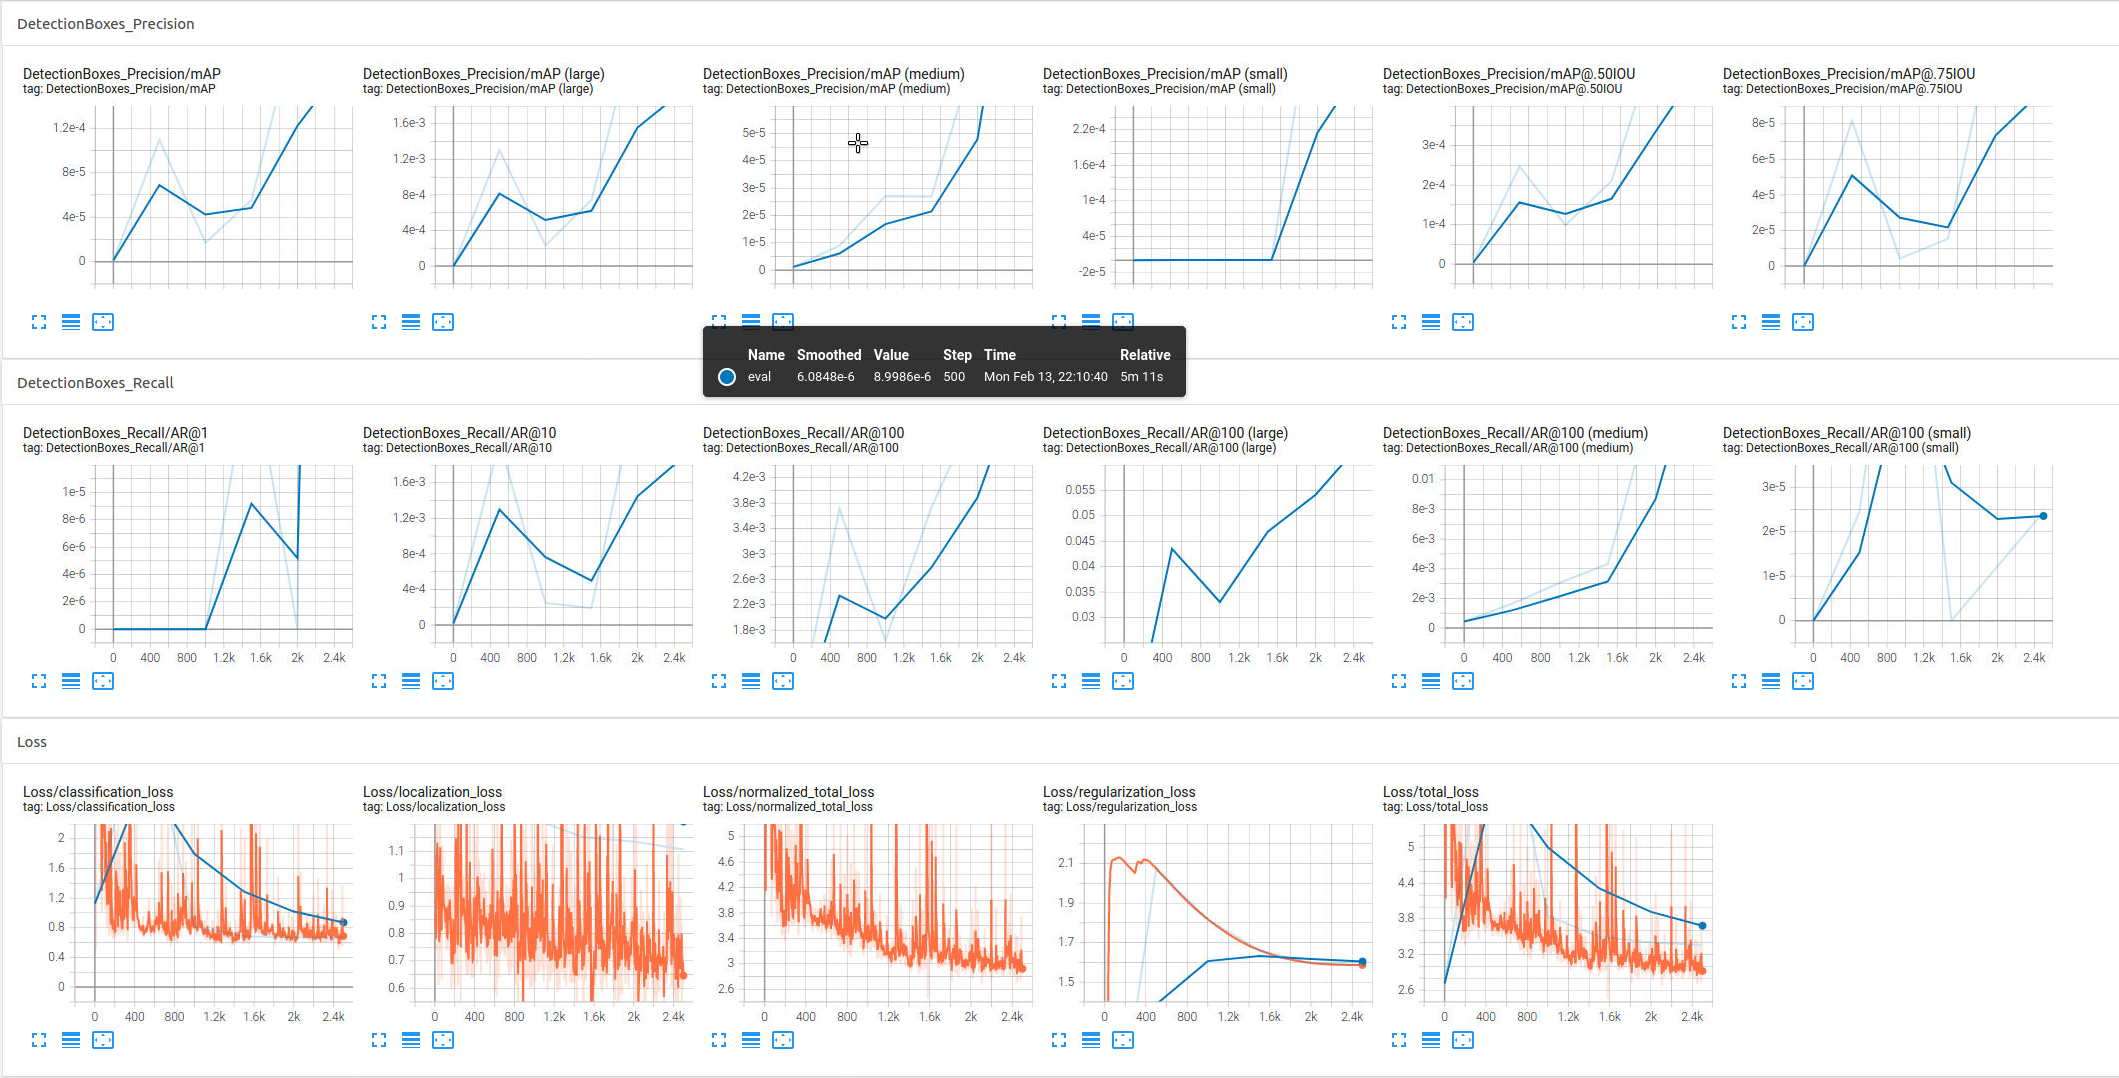 DetectionBoxes_Precision
DetectionBoxes_Precision/mAP
tag: DetectionBoxes_Precision/mAP
1.2e-4
8e-5
4e-5
0
DetectionBoxes_Precision/mAP (large)
tag: DetectionBoxes_Precision/mAP (large)
1.6e-3
1.2e-3
8e-4
4e-4
0
DetectionBoxes_Precision/mAP (medium)
tag: DetectionBoxes_Precision/mAP (medium)
5e-5
4e-5
3e-5
2e-5
1e-5
0
DetectionBoxes_Precision/mAP (small)
tag: DetectionBoxes_Precision/mAP (small)
2.2e-4
1.6e-4
1e-4
4e-5
-2e-5
DetectionBoxes_Precision/mAP@.50IOU
tag: DetectionBoxes_Precision/mAP@.50IOU
3e-4
2e-4
1e-4
0
DetectionBoxes_Precision/mAP@.75IOU
tag: DetectionBoxes_Precision/mAP@.75IOU
8e-5
6e-5
4e-5
2e-5
0
Name Smoothed Value Step Time Relative
eval 6.0848e-6 8.9986e-6 500 Mon Feb 13, 22:10:40 5m 11s
DetectionBoxes_Recall
DetectionBoxes_Recall/AR@1
tag: DetectionBoxes_Recall/AR@1
1e-5
8e-6
6e-6
4e-6
2e-6
0
0 400 800 1.2k 1.6k 2k 2.4k
DetectionBoxes_Recall/AR@10
tag: DetectionBoxes_Recall/AR@10
1.6e-3
1.2e-3
8e-4
4e-4
0
0 400 800 1.2k 1.6k 2k 2.4k
DetectionBoxes_Recall/AR@100
tag: DetectionBoxes_Recall/AR@100
4.2e-3
3.8e-3
3.4e-3
3e-3
2.6e-3
2.2e-3
1.8e-3
0 400 800 1.2k 1.6k 2k 2.4k
DetectionBoxes_Recall/AR@100 (large)
tag: DetectionBoxes_Recall/AR@100 (large)
0.055
0.05
0.045
0.04
0.035
0.03
0 400 800 1.2k 1.6k 2k 2.4k
DetectionBoxes_Recall/AR@100 (medium)
tag: DetectionBoxes_Recall/AR@100 (medium)
0.01
8e-3
6e-3
4e-3
2e-3
0
0 400 800 1.2k 1.6k 2k 2.4k
DetectionBoxes_Recall/AR@100 (small)
tag: DetectionBoxes_Recall/AR@100 (small)
3e-5
2e-5
1e-5
0
0 400 800 1.2k 1.6k 2k 2.4k
Loss
Loss/classification_loss
tag: Loss/classification_loss
2
1.6
1.2
0.8
0.4
0
0 400 800 1.2k 1.6k 2k 2.4k
Loss/localization_loss
tag: Loss/localization_loss
1.1
1
0.9
0.8
0.7
0.6
0 400 800 1.2k 1.6k 2k 2.4k
Loss/normalized_total_loss
tag: Loss/normalized_total_loss
5
4.6
4.2
3.8
3.4
3
2.6
0 400 800 1.2k 1.6k 2k 2.4k
Loss/regularization_loss
tag: Loss/regularization_loss
2.1
1.9
1.7
1.5
0 400 800 1.2k 1.6k 2k 2.4k
Loss/total_loss
tag: Loss/total_loss
5
4.4
3.8
3.2
2.6
0 400 800 1.2k 1.6k 2k 2.4k